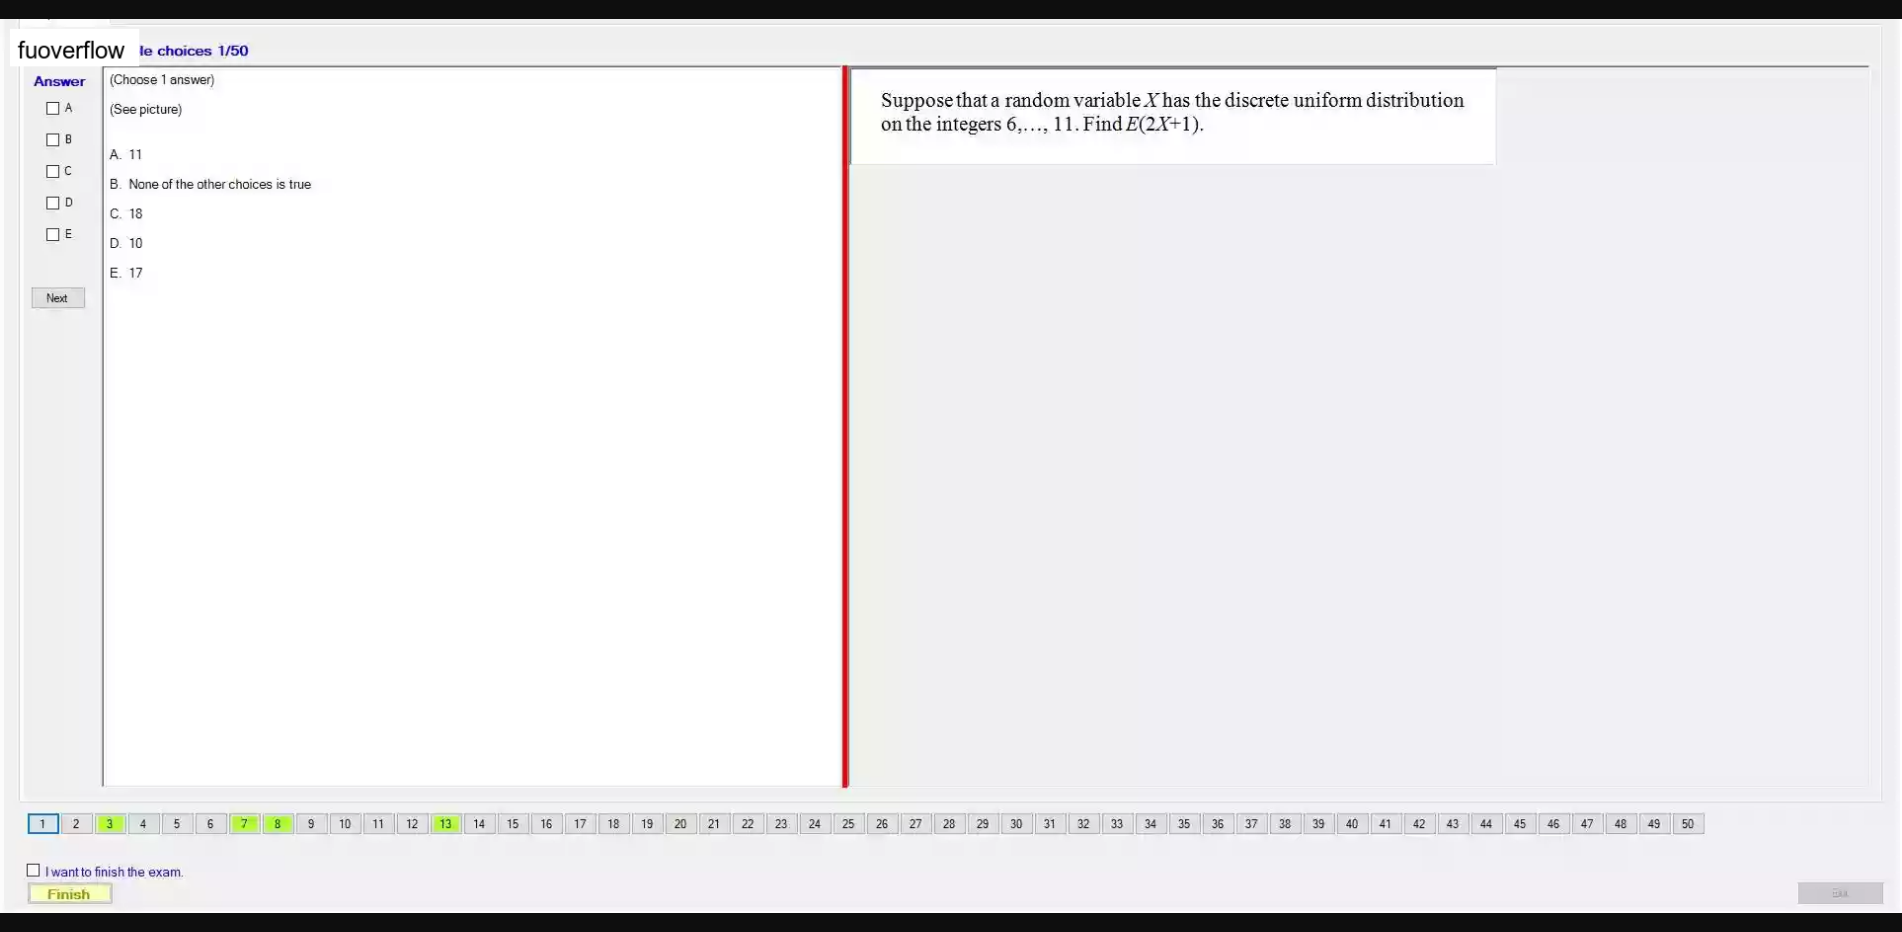 fuoverflow le choices 1/50
Answer
A
B
C
D
E
Next
(Choose 1 answer)
(See picture)
A. 11
B. None of the other choices is true
C. 18
D. 10
E. 17
Suppose that a random variable X has the discrete uniform distribution
on the integers 6,..., 11. Find E(2X+1).
1 2 3 4 5 6 7 8 9 10 11 12 13 14 15 16 17 18 19 20 21 22 23 24 25 26 27 28 29 30 31 32 33 34 35 36 37 38 39 40 41 42 43 44 45 46 47 48 49 50
I want to finish the exam.
Finish